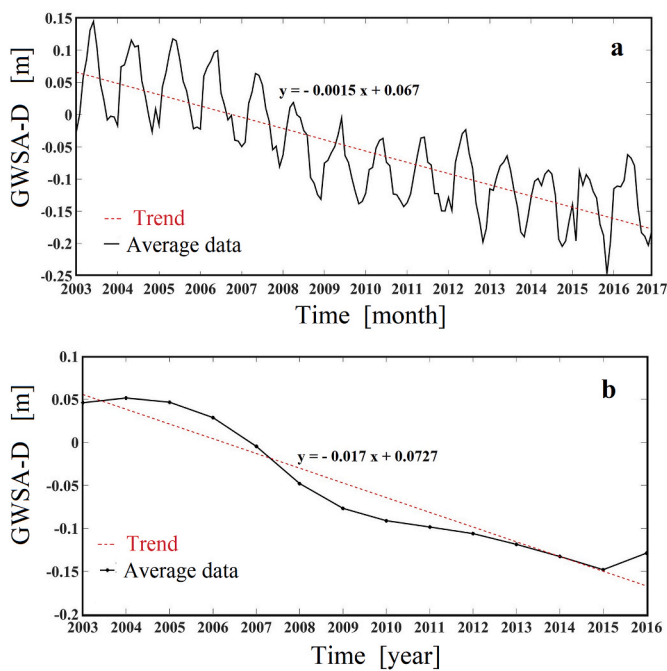 0.15
0.1
0.05
0
-0.05
-0.1
-0.15
-0.2
-0.25
GWSA-D [m]
a
y = - 0.0015 x + 0.067
Trend
Average data
2003 2004 2005 2006 2007 2008 2009 2010 2011 2012 2013 2014 2015 2016 2017
Time [month]
0.1
0.05
0
-0.05
-0.1
-0.15
-0.2
GWSA-D [m]
b
y = - 0.017 x + 0.0727
Trend
Average data
2003 2004 2005 2006 2007 2008 2009 2010 2011 2012 2013 2014 2015 2016
Time [year]